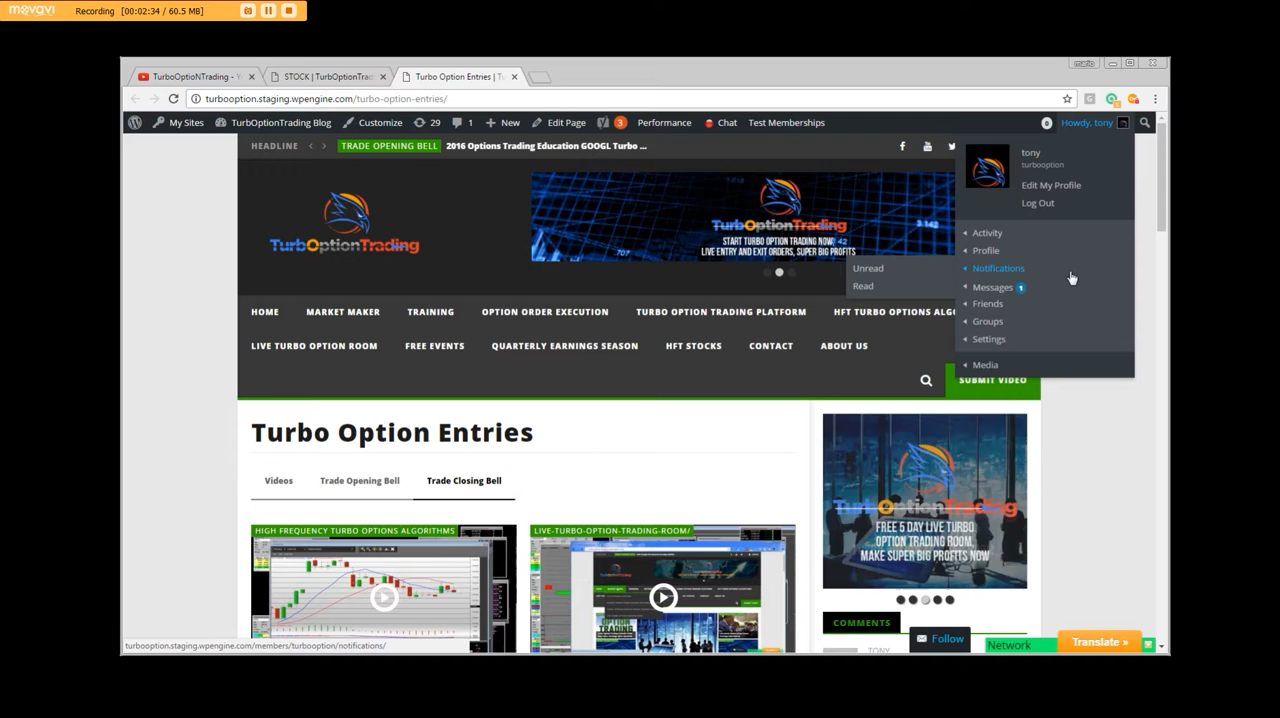 movavi Recording [00:02:34 / 60.5 MB]
mario
TurboOptioNTrading - Y STOCK | TurbOptionTrad Turbo Option Entries | Tu
turbooption.staging.wpengine.com/turbo-option-entries/
My Sites TurbOptionTrading Blog Customize 29 1 New Edit Page 3 Performance Chat Test Memberships 0 Howdy, tony
HEADLINE TRADE OPENING BELL 2016 Options Trading Education GOOGL Turbo ...
tony
turbooption
Edit My Profile
Log Out
Activity
Profile
Notifications
Messages 1
Friends
Groups
Settings
Media
Unread
Read
TurbOptionTrading
3.142
42
START TURBO OPTION TRADING NOW,
LIVE ENTRY AND EXIT ORDERS, SUPER BIG PROFITS
HOME MARKET MAKER TRAINING OPTION ORDER EXECUTION TURBO OPTION TRADING PLATFORM HFT TURBO OPTIONS ALG
LIVE TURBO OPTION ROOM FREE EVENTS QUARTERLY EARNINGS SEASON HFT STOCKS CONTACT ABOUT US
SUBMIT VIDEO
Turbo Option Entries
Videos Trade Opening Bell Trade Closing Bell
HIGH FREQUENCY TURBO OPTIONS ALGORITHMS
LIVE-TURBO-OPTION-TRADING-ROOM/
TurbOptionTrading
FREE 5 DAY LIVE TURBO
OPTION TRADING ROOM,
MAKE SUPER BIG PROFITS NOW
COMMENTS
TONY
Follow
Network
Translate »
turbooption.staging.wpengine.com/members/turbooption/notifications/